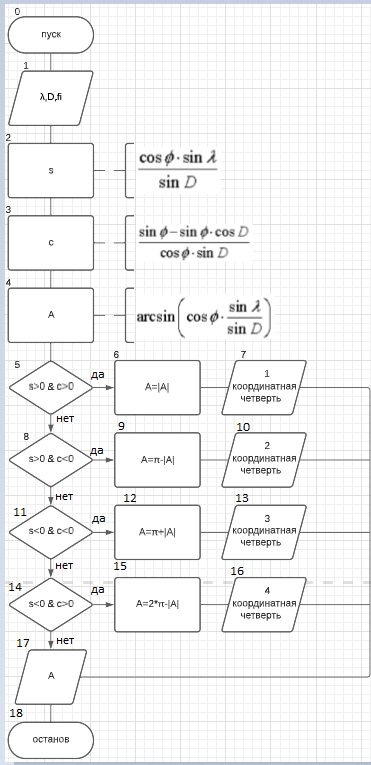 0
пуск
1
λ,D,fi
2
s
cos ϕ · sin λ
sin D
3
c
sin ϕ – sin ϕ · cos D
cos ϕ · sin D
4
A
arcsin(cos ϕ · sin λ / sin D)
5
s>0 & c>0
да
нет
6
A=|A|
7
1
координатная
четверть
8
s>0 & c<0
да
нет
9
A=π-|A|
10
2
координатная
четверть
11
s<0 & c<0
да
нет
12
A=π+|A|
13
3
координатная
четверть
14
s<0 & c>0
да
нет
15
A=2*π-|A|
16
4
координатная
четверть
17
A
18
останов